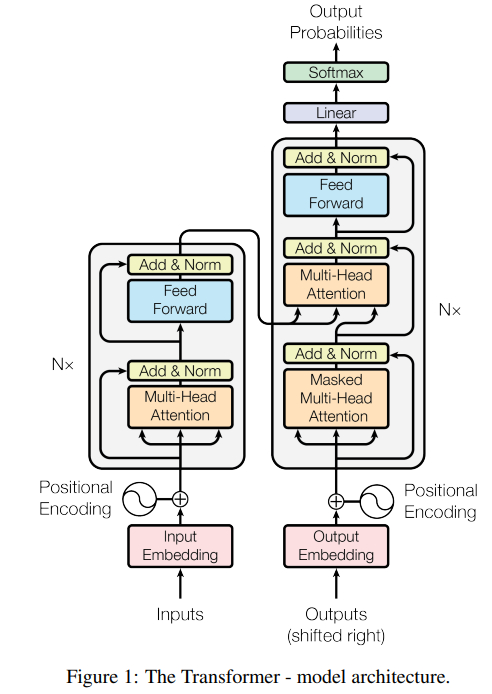 Output
Probabilities
Softmax
Linear
Add & Norm
Feed
Forward
Add & Norm
Multi-Head
Attention
Add & Norm
Masked
Multi-Head
Attention
N×
Add & Norm
Feed
Forward
Add & Norm
Multi-Head
Attention
N×
Positional
Encoding
Positional
Encoding
Input
Embedding
Output
Embedding
Inputs
Outputs
(shifted right)
Figure 1: The Transformer - model architecture.